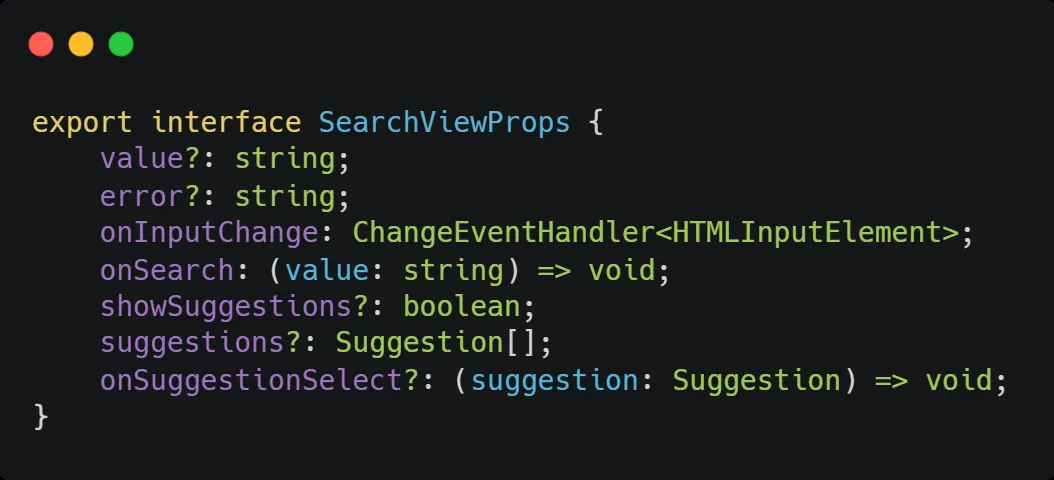 export interface SearchViewProps {
    value?: string;
    error?: string;
    onInputChange: ChangeEventHandler<HTMLInputElement>;
    onSearch: (value: string) => void;
    showSuggestions?: boolean;
    suggestions?: Suggestion[];
    onSuggestionSelect?: (suggestion: Suggestion) => void;
}